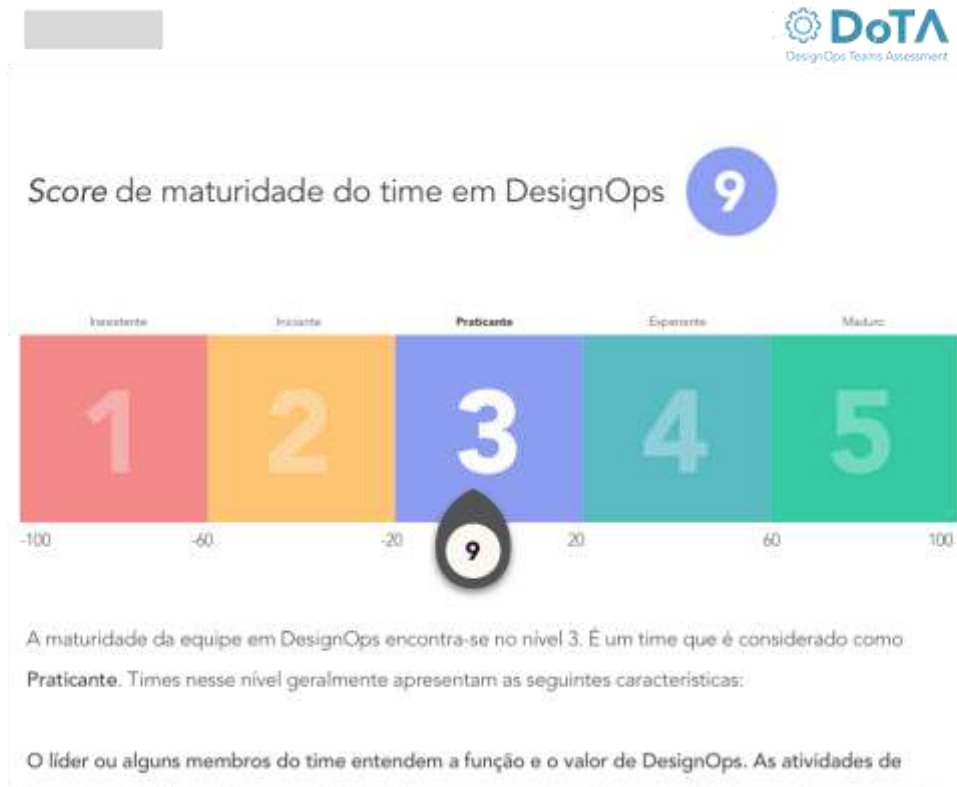 DoTA
DesignOps Teams Assessment
Score de maturidade do time em DesignOps 9
Inexistente Iniciante Praticante Experiente Maduro
1 2 3 4 5
-100 -60 -20 20 60 100
9
A maturidade da equipe em DesignOps encontra-se no nível 3. É um time que é considerado como
Praticante. Times nesse nível geralmente apresentam as seguintes características:
O líder ou alguns membros do time entendem a função e o valor de DesignOps. As atividades de